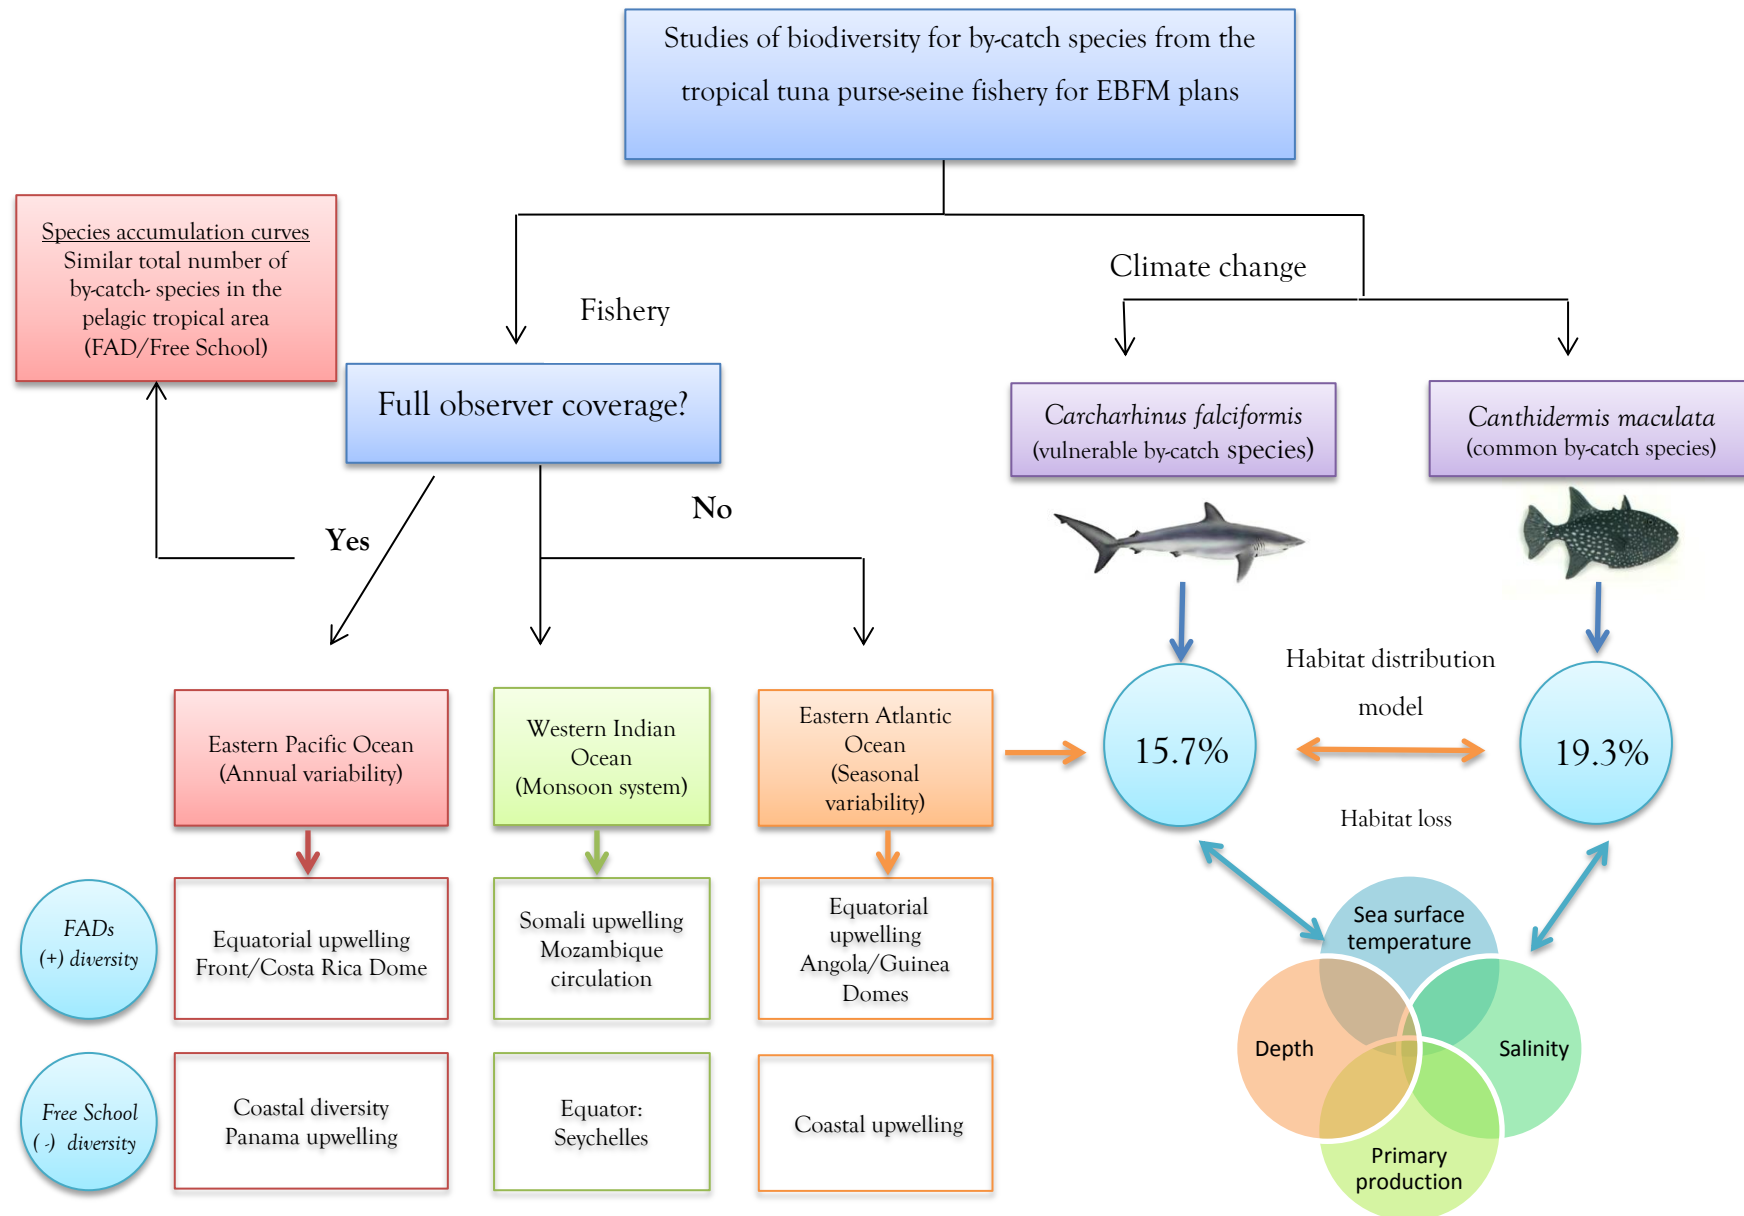 Studies of biodiversity for by-catch species from the
tropical tuna purse-seine fishery for EBFM plans
Species accumulation curves
Similar total number of
by-catch- species in the
pelagic tropical area
(FAD/Free School)
Fishery
Climate change
Full observer coverage?
Carcharhinus falciformis
(vulnerable by-catch species)
Canthidermis maculata
(common by-catch species)
Yes
No
Eastern Pacific Ocean
(Annual variability)
Western Indian
Ocean
(Monsoon system)
Eastern Atlantic
Ocean
(Seasonal
variability)
15.7%
Habitat distribution
model
19.3%
Habitat loss
FADs
(+) diversity
Equatorial upwelling
Front/Costa Rica Dome
Somali upwelling
Mozambique
circulation
Equatorial
upwelling
Angola/Guinea
Domes
Sea surface
temperature
Depth
Salinity
Primary
production
Free School
( -) diversity
Coastal diversity
Panama upwelling
Equator:
Seychelles
Coastal upwelling